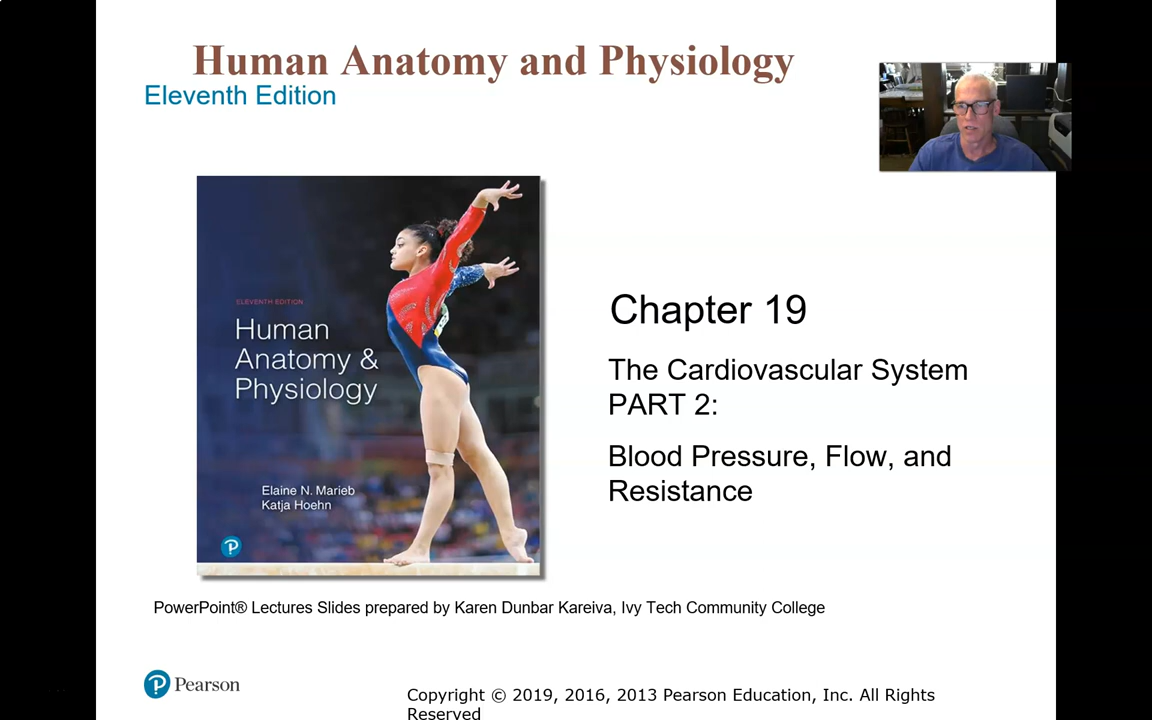 Human Anatomy and Physiology
Eleventh Edition
ELEVENTH EDITION
Human
Anatomy &
Physiology
Elaine N. Marieb
Katja Hoehn
P
Chapter 19
The Cardiovascular System
PART 2:
Blood Pressure, Flow, and
Resistance
PowerPoint® Lectures Slides prepared by Karen Dunbar Kareiva, Ivy Tech Community College
P Pearson
Copyright © 2019, 2016, 2013 Pearson Education, Inc. All Rights
Reserved